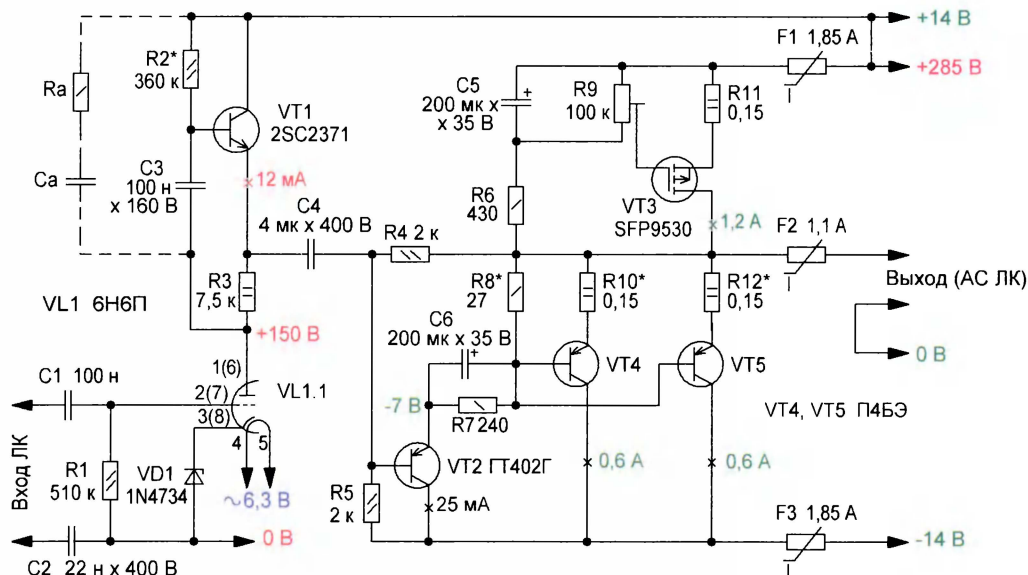 +14 В
F1 1,85 А
+285 В
R2*
360 к
Ra
VT1
2SC2371
C5
200 мк х
х 35 В
+
R9
100 к
R11
0,15
Ca
C3
100 н
х 160 В
12 мА
C4
4 мк х 400 В
R6
430
VT3
SFP9530
1,2 А
F2 1,1 А
R4 2 к
R3
7,5 к
R8*
27
R10*
0,15
R12*
0,15
Выход (АС ЛК)
VL1 6Н6П
+150 В
C6
200 мк х 35 В
+
VT4
VT5
0 В
C1 100 н
1(6)
2(7)
3(8)
VL1.1
4
5
-7 В
R7 240
VT4, VT5 П4БЭ
Вход ЛК
R1
510 к
VD1
1N4734
~6,3 В
R5
2 к
VT2 ГТ402Г
25 мА
0,6 А
0,6 А
F3 1,85 А
0 В
-14 В
C2 22 н х 400 В